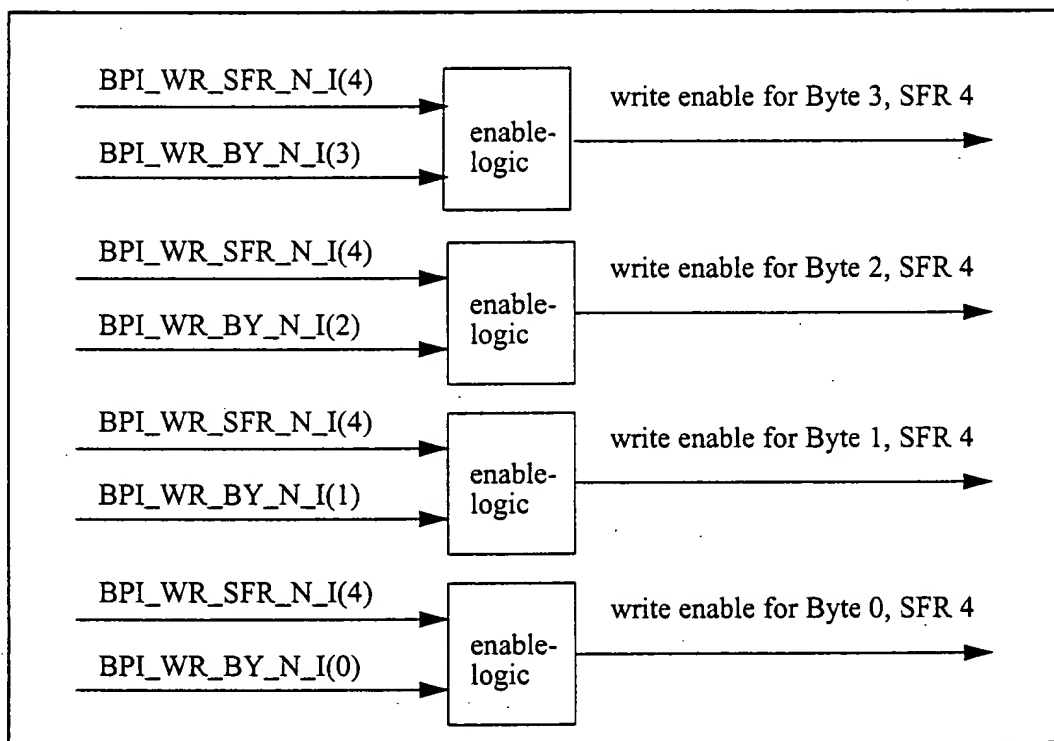 BPI_WR_SFR_N_I(4)
write enable for Byte 3, SFR 4
enable-
logic
BPI_WR_BY_N_I(3)
BPI_WR_SFR_N_I(4)
write enable for Byte 2, SFR 4
enable-
logic
BPI_WR_BY_N_I(2)
BPI_WR_SFR_N_I(4)
write enable for Byte 1, SFR 4
enable-
logic
BPI_WR_BY_N_I(1)
BPI_WR_SFR_N_I(4)
write enable for Byte 0, SFR 4
enable-
logic
BPI_WR_BY_N_I(0)